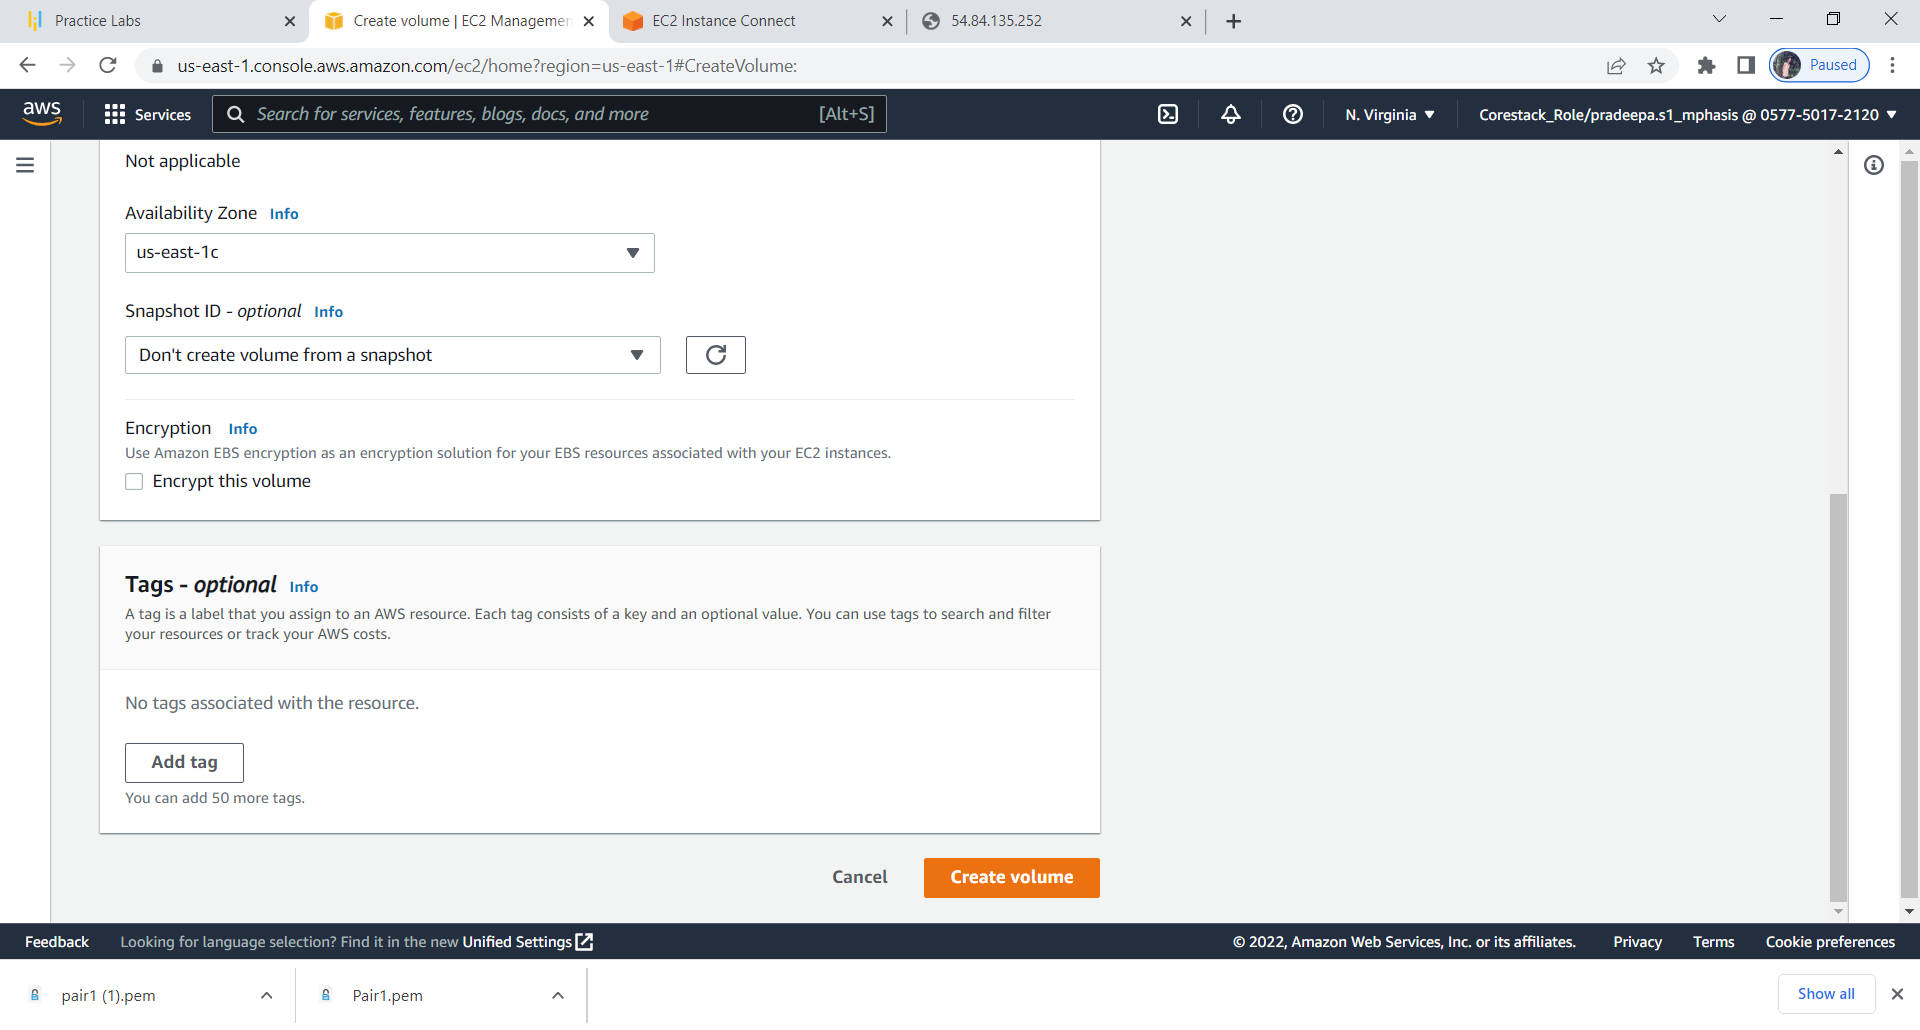 Practice Labs
Create volume | EC2 Managemen
EC2 Instance Connect
54.84.135.252
us-east-1.console.aws.amazon.com/ec2/home?region=us-east-1#CreateVolume:
Paused
aws
Services
Search for services, features, blogs, docs, and more
[Alt+S]
N. Virginia
Corestack_Role/pradeepa.s1_mphasis @ 0577-5017-2120
Not applicable
Availability Zone Info
us-east-1c
Snapshot ID - optional Info
Don't create volume from a snapshot
Encryption Info
Use Amazon EBS encryption as an encryption solution for your EBS resources associated with your EC2 instances.
Encrypt this volume
Tags - optional Info
A tag is a label that you assign to an AWS resource. Each tag consists of a key and an optional value. You can use tags to search and filter
your resources or track your AWS costs.
No tags associated with the resource.
Add tag
You can add 50 more tags.
Cancel
Create volume
Feedback
Looking for language selection? Find it in the new Unified Settings
© 2022, Amazon Web Services, Inc. or its affiliates.
Privacy
Terms
Cookie preferences
pair1 (1).pem
Pair1.pem
Show all